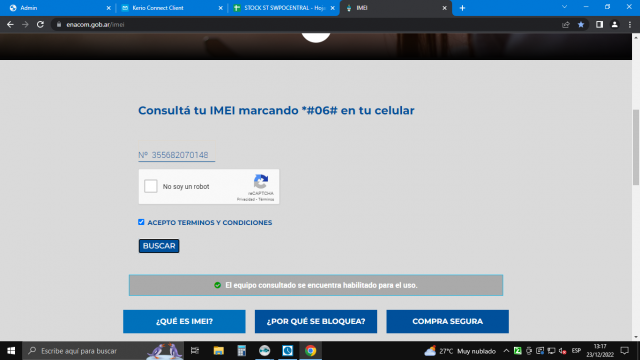 Admin
Kerio Connect Client
STOCK ST SWPOCENTRAL - Hoja
IMEI
enacom.gob.ar/imei
Consultá tu IMEI marcando *#06# en tu celular
Nº 355682070148
No soy un robot
reCAPTCHA
Privacidad - Términos
ACEPTO TERMINOS Y CONDICIONES
BUSCAR
El equipo consultado se encuentra habilitado para el uso.
¿QUÉ ES IMEI?
¿POR QUÉ SE BLOQUEA?
COMPRA SEGURA
Escribe aquí para buscar
27°C Muy nublado
ESP
13:17
23/12/2022